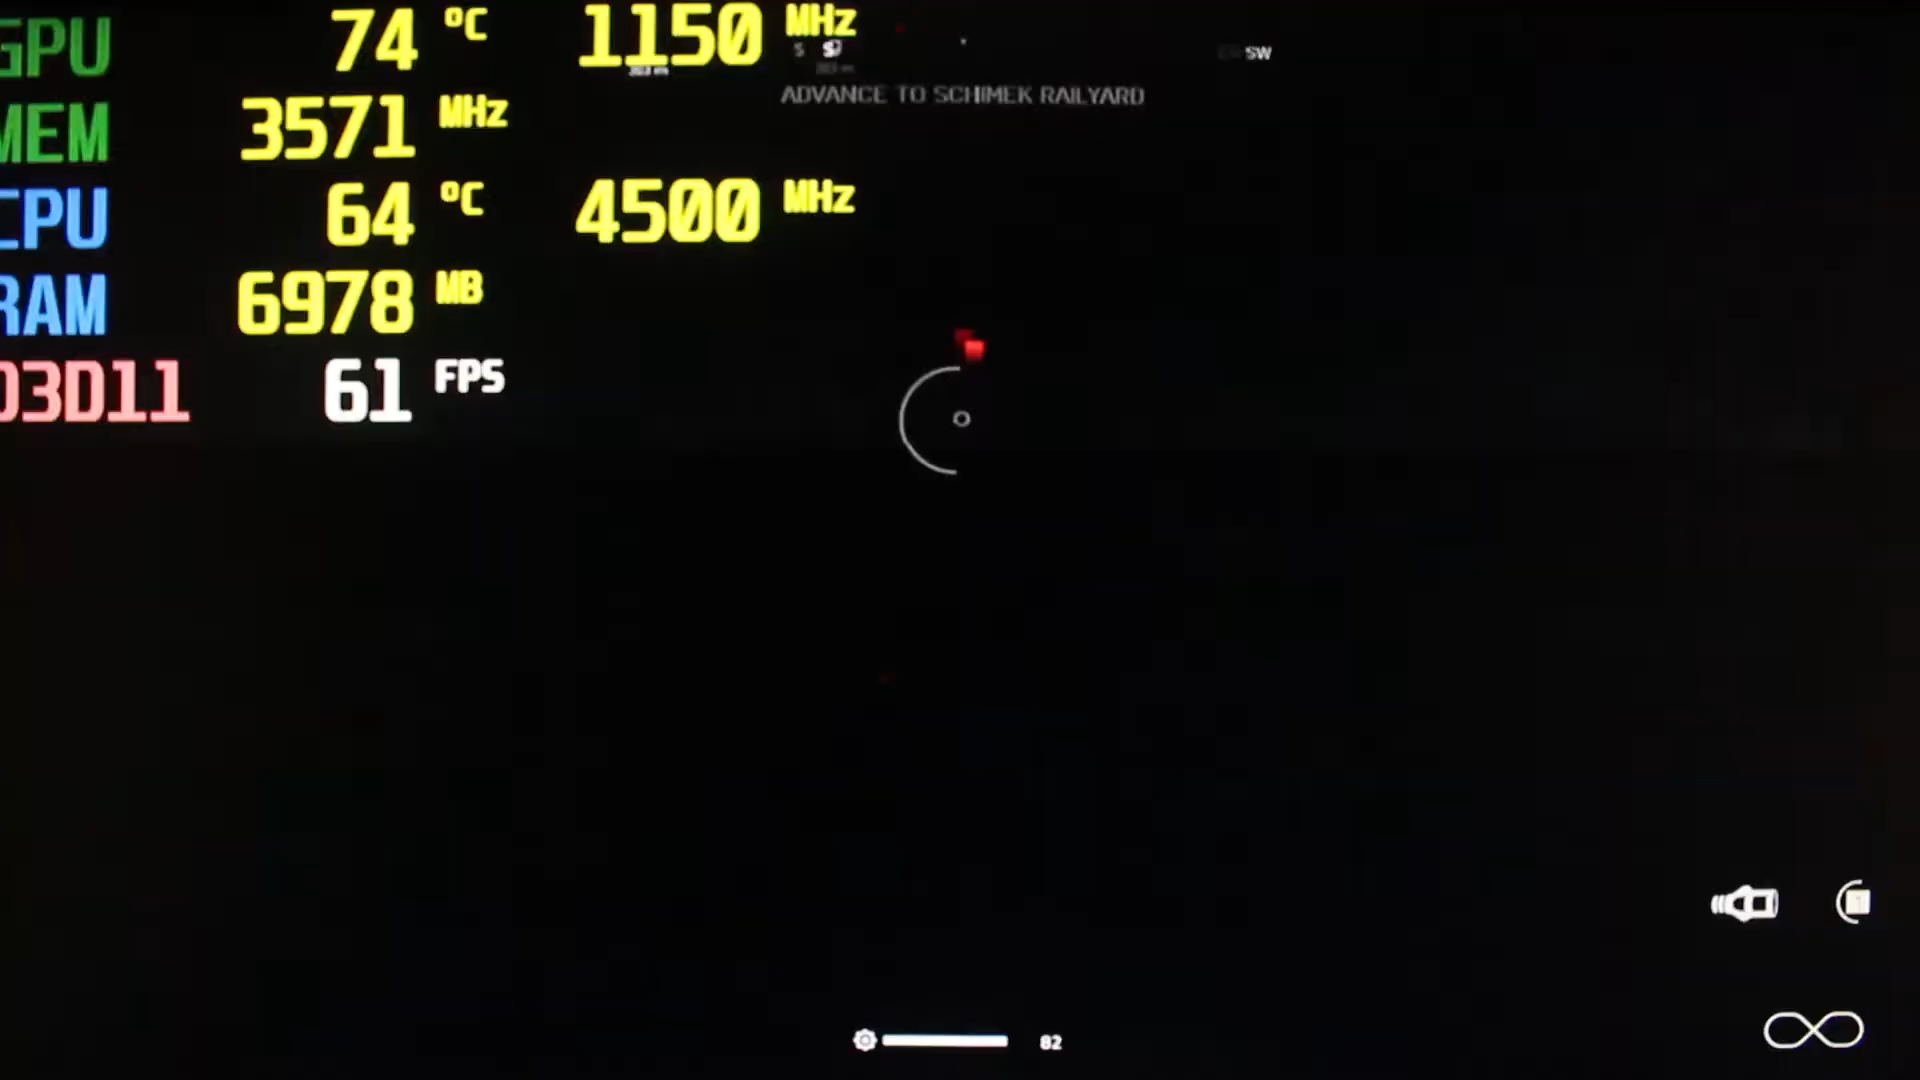 GPU 74 °C 1150 MHz
MEM 3571 MHz
CPU 64 °C 4500 MHz
RAM 6978 MB
D3D11 61 FPS
S SW
ADVANCE TO SCHIMEK RAILYARD
82